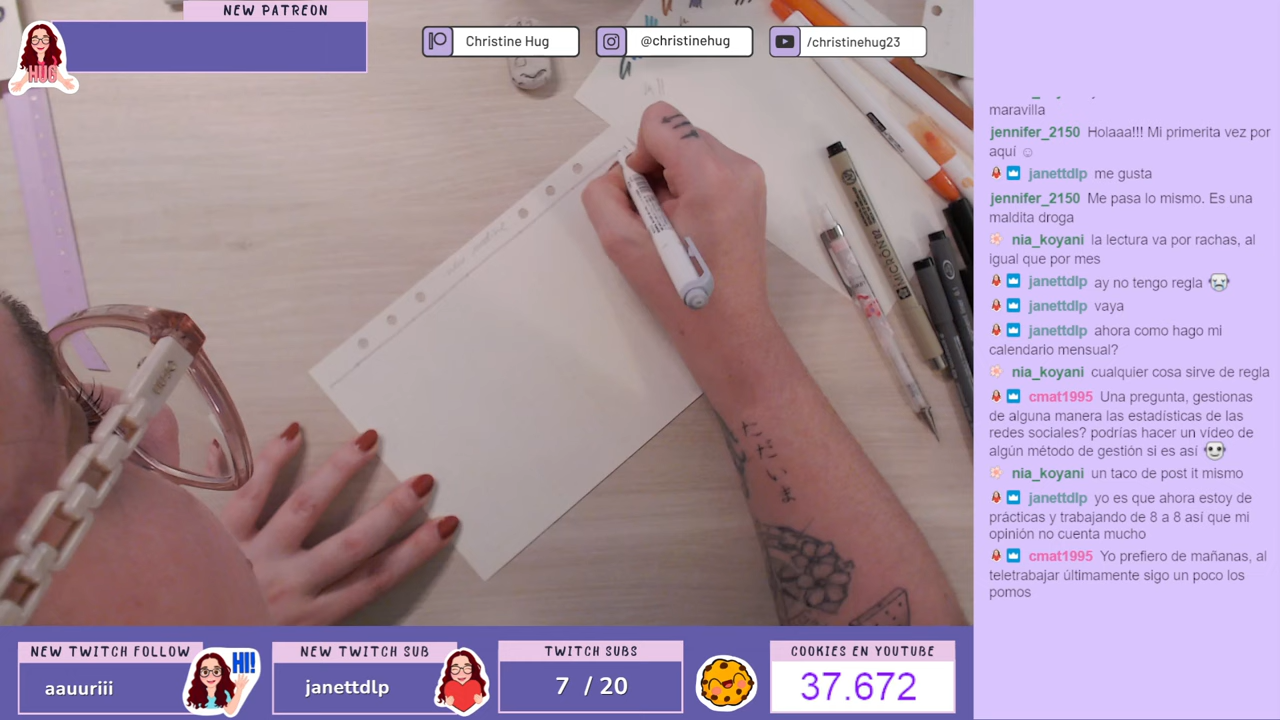 NEW PATREON
HUG
Christine Hug
@christinehug
/christinehug23
MICRON
ただいま
maravilla
jennifer_2150 Holaaa!!! Mi primerita vez por
aquí ☺
janettdlp me gusta
jennifer_2150 Me pasa lo mismo. Es una
maldita droga
nia_koyani la lectura va por rachas, al
igual que por mes
janettdlp ay no tengo regla
janettdlp vaya
janettdlp ahora como hago mi
calendario mensual?
nia_koyani cualquier cosa sirve de regla
cmat1995 Una pregunta, gestionas
de alguna manera las estadísticas de las
redes sociales? podrías hacer un vídeo de
algún método de gestión si es así
nia_koyani un taco de post it mismo
janettdlp yo es que ahora estoy de
prácticas y trabajando de 8 a 8 así que mi
opinión no cuenta mucho
cmat1995 Yo prefiero de mañanas, al
teletrabajar últimamente sigo un poco los
pomos
NEW TWITCH FOLLOW
aauuriii
HI!
NEW TWITCH SUB
janettdlp
TWITCH SUBS
7 / 20
COOKIES EN YOUTUBE
37.672